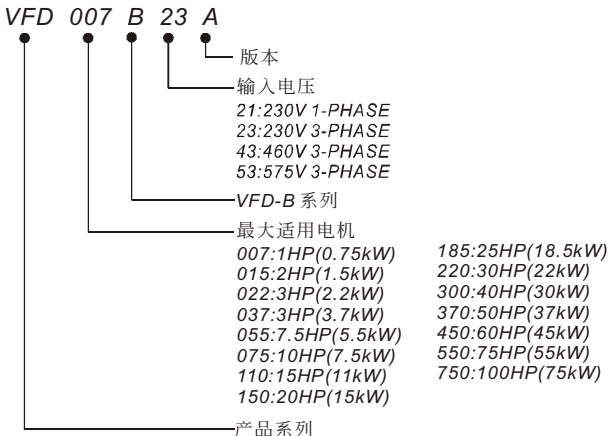 VFD 007 B 23 A
版本
输入电压
21:230V 1-PHASE
23:230V 3-PHASE
43:460V 3-PHASE
53:575V 3-PHASE
VFD-B 系列
最大适用电机
007:1HP(0.75kW)
015:2HP(1.5kW)
022:3HP(2.2kW)
037:3HP(3.7kW)
055:7.5HP(5.5kW)
075:10HP(7.5kW)
110:15HP(11kW)
150:20HP(15kW)
185:25HP(18.5kW)
220:30HP(22kW)
300:40HP(30kW)
370:50HP(37kW)
450:60HP(45kW)
550:75HP(55kW)
750:100HP(75kW)
产品系列